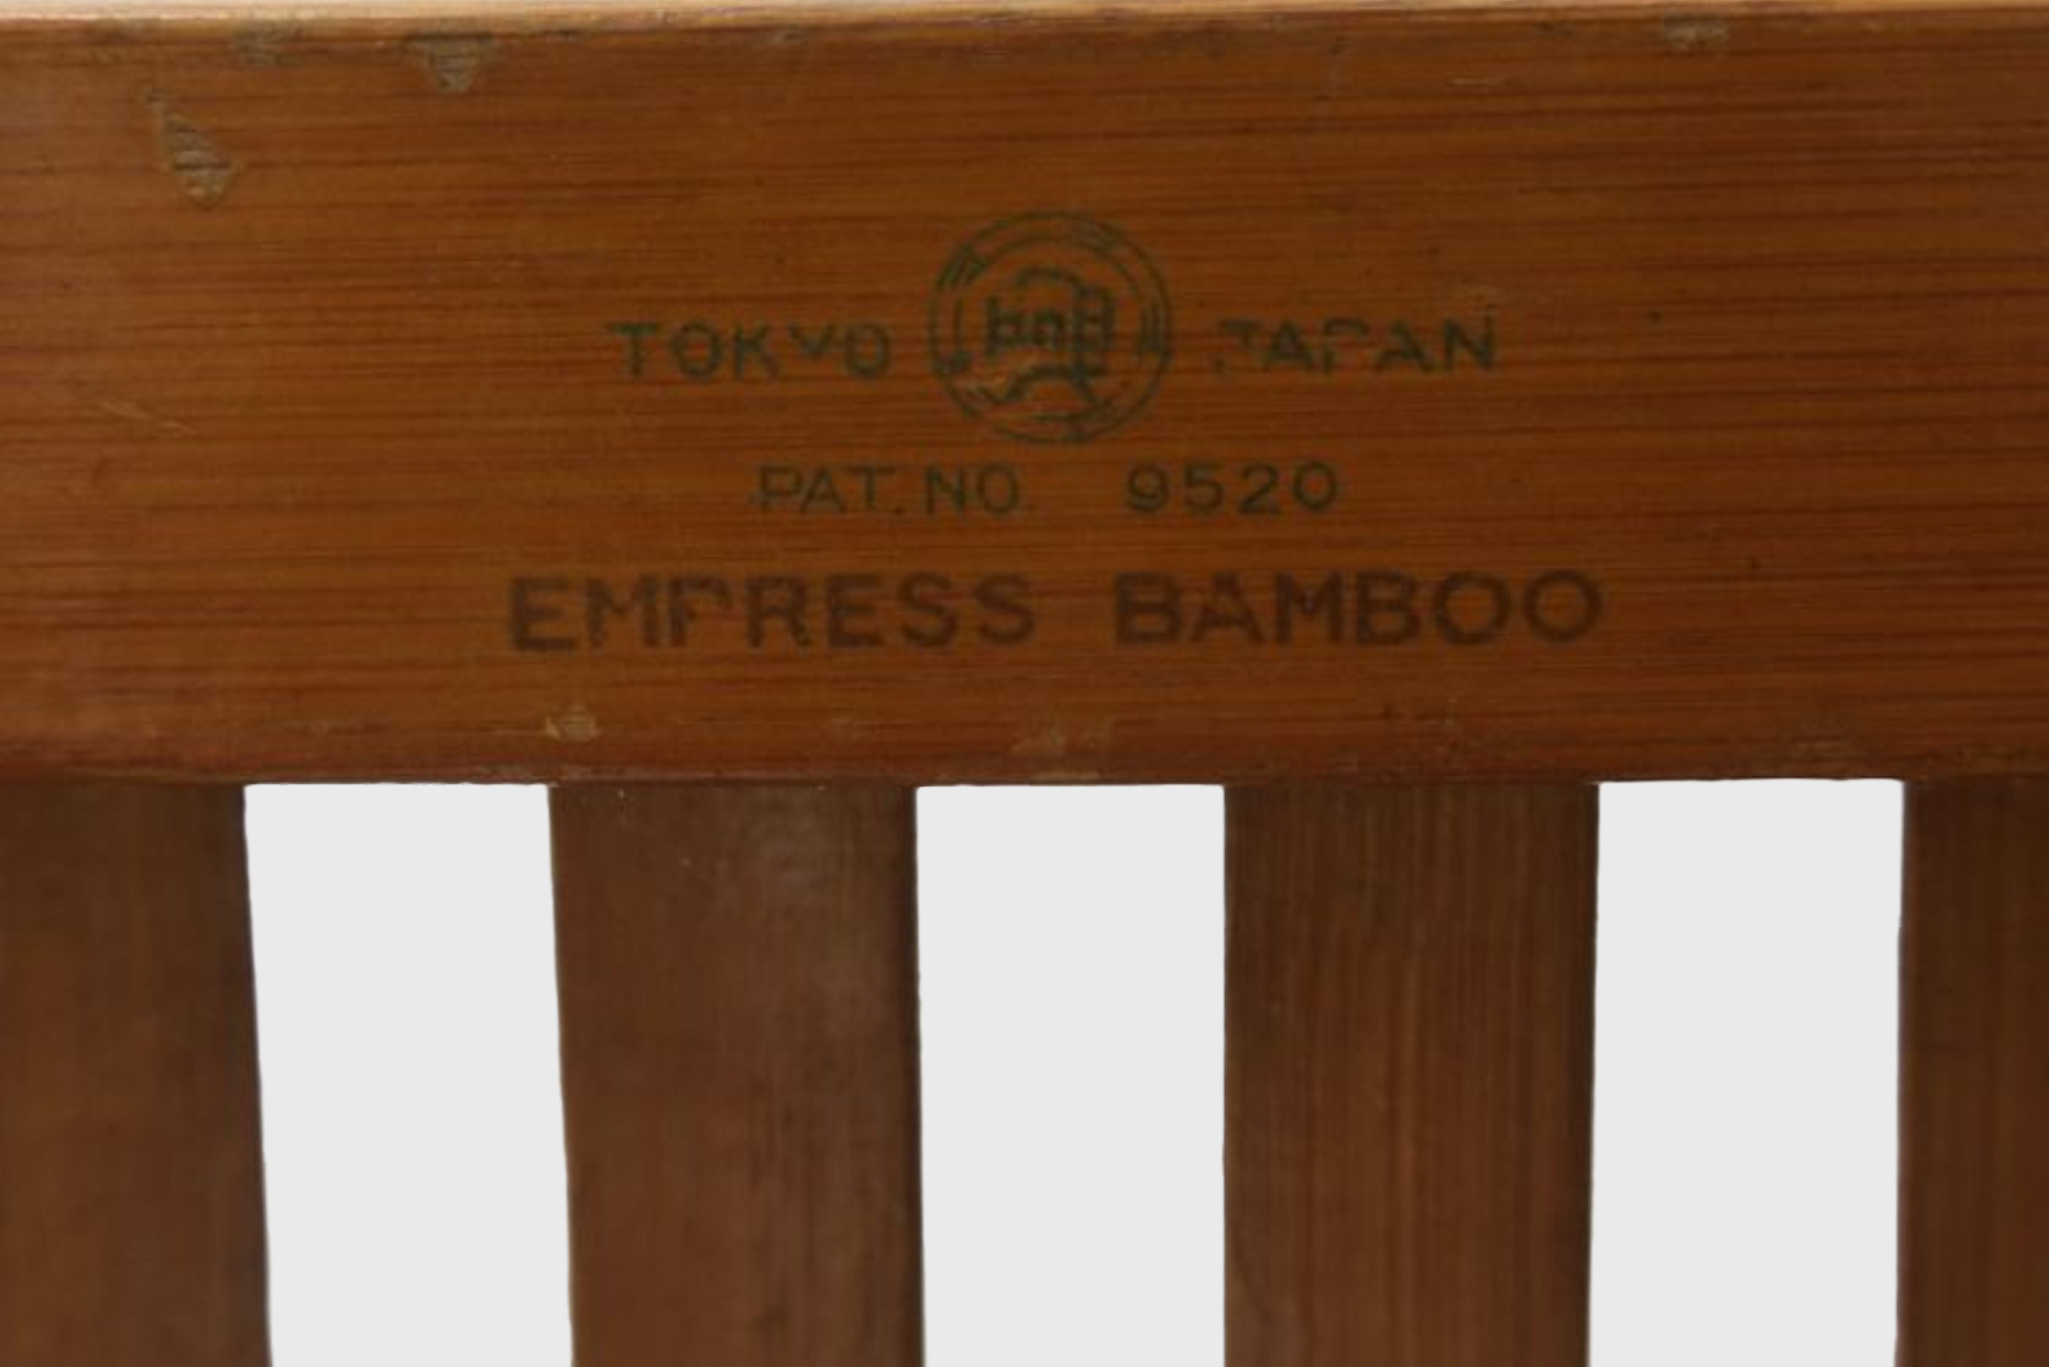 TOKYO JAPAN
PAT. NO. 9520
EMPRESS BAMBOO